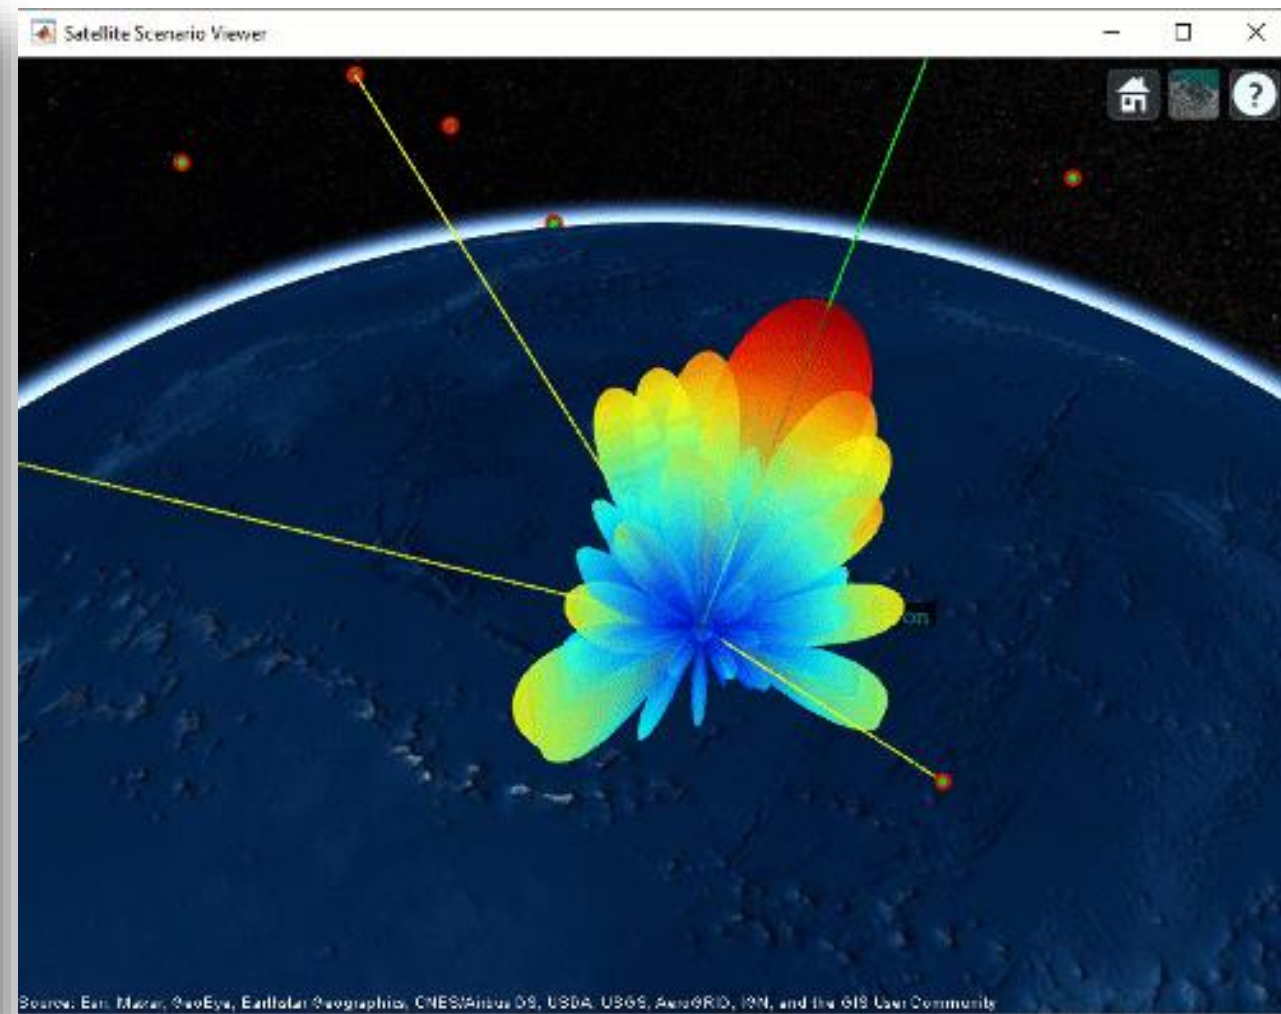 Satellite Scenario Viewer
?
on
Source: Esri, Maxar, GeoEye, Earthstar Geographics, CNES/Airbus DS, USDA, USGS, AeroGRID, IGN, and the GIS User Community